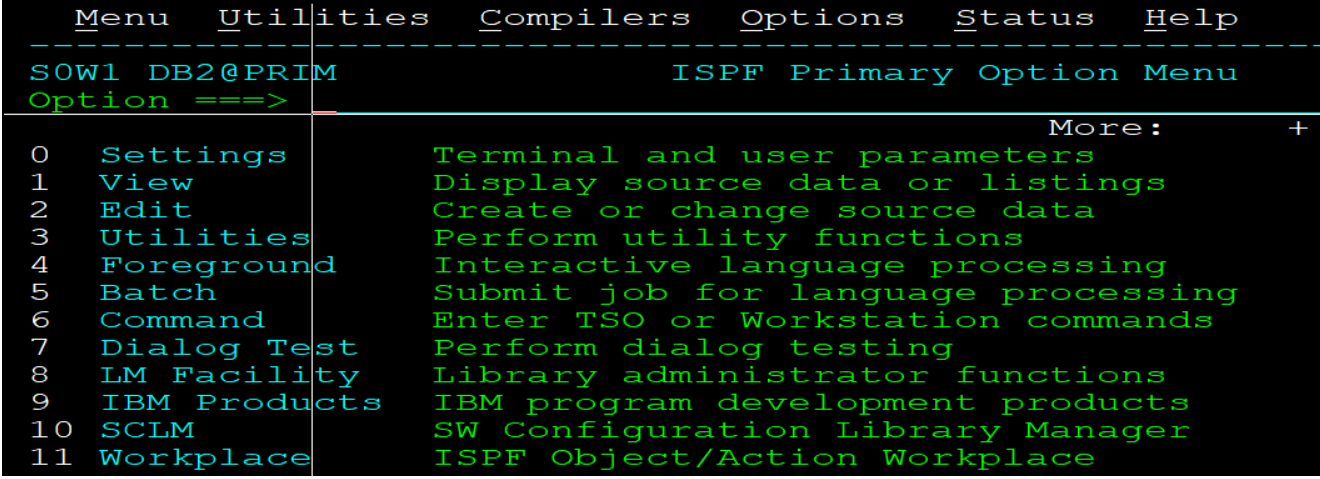 Menu Utilities Compilers Options Status Help
S0W1 DB2@PRIM ISPF Primary Option Menu
Option ===>
More: +
0 Settings Terminal and user parameters
1 View Display source data or listings
2 Edit Create or change source data
3 Utilities Perform utility functions
4 Foreground Interactive language processing
5 Batch Submit job for language processing
6 Command Enter TSO or Workstation commands
7 Dialog Test Perform dialog testing
8 LM Facility Library administrator functions
9 IBM Products IBM program development products
10 SCLM SW Configuration Library Manager
11 Workplace ISPF Object/Action Workplace